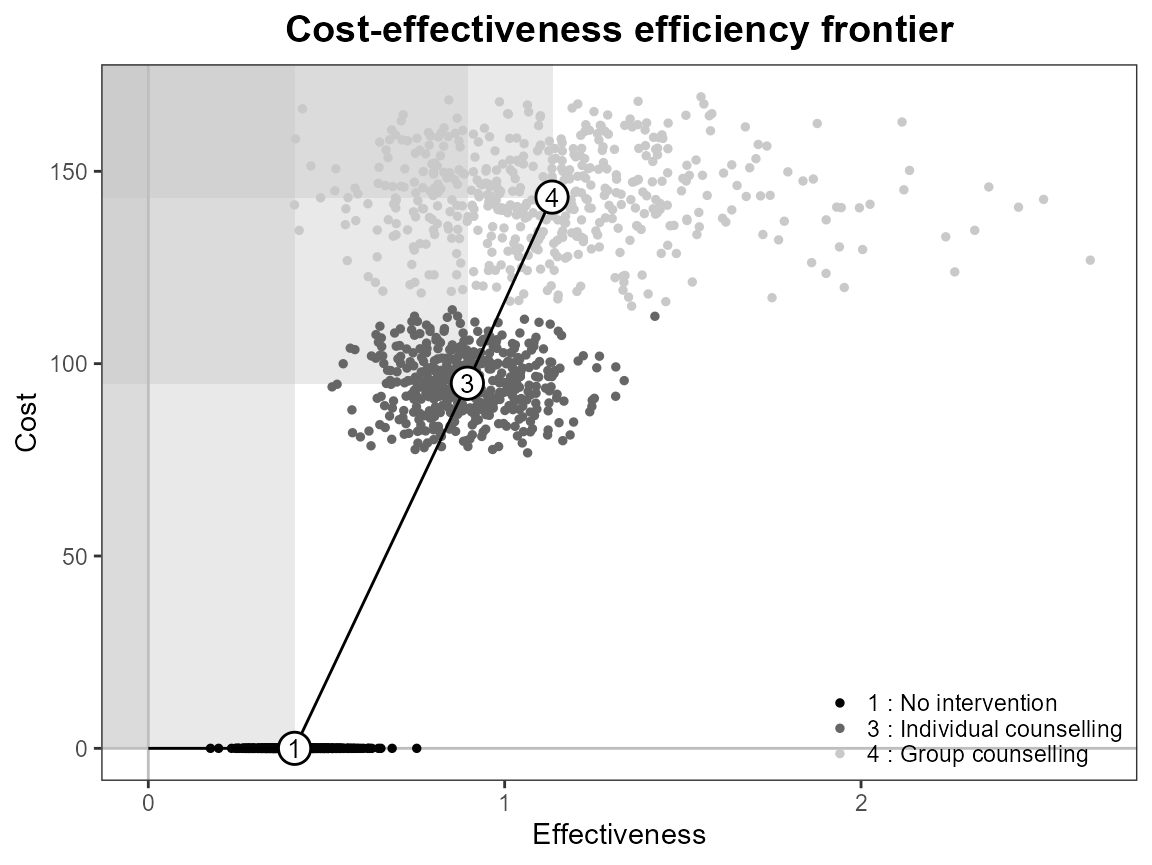 Cost-effectiveness efficiency frontier
Cost
150
100
50
0
4
3
1
1 : No intervention
3 : Individual counselling
4 : Group counselling
0 1 2
Effectiveness